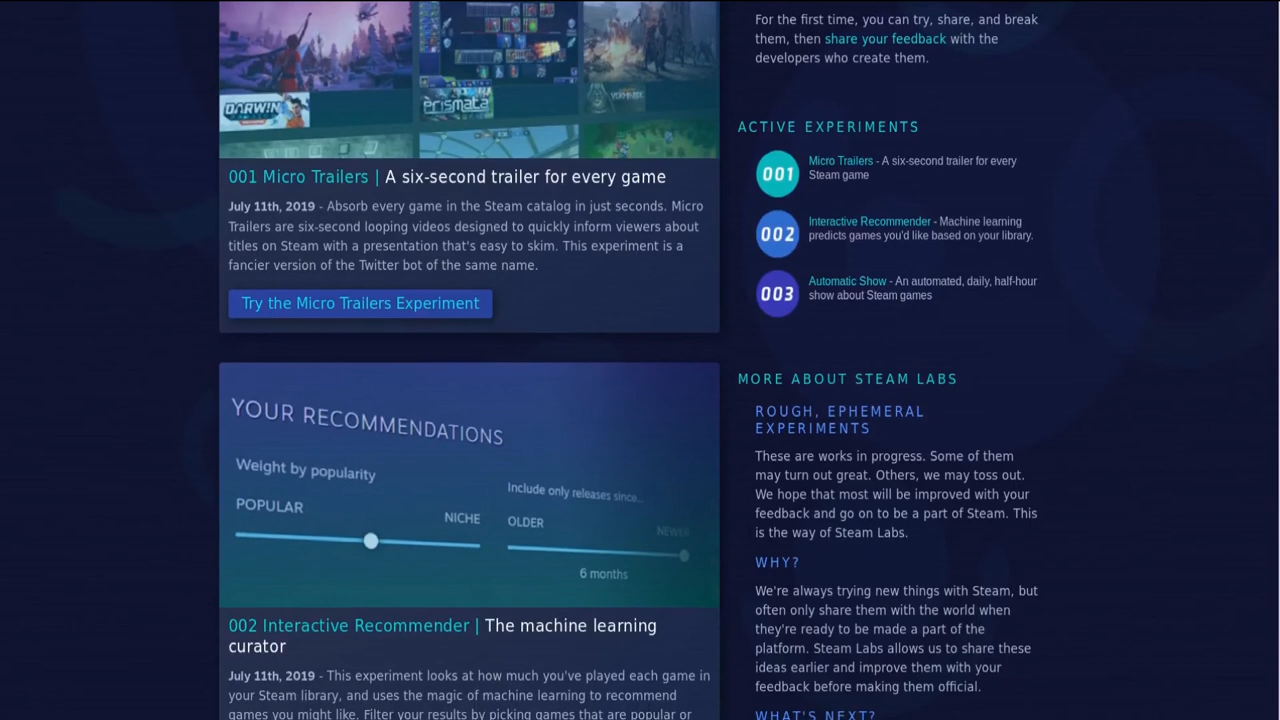 DARWIN
PROJECT
Prismata
VERMINTIDE
001 Micro Trailers | A six-second trailer for every game
July 11th, 2019 - Absorb every game in the Steam catalog in just seconds. Micro
Trailers are six-second looping videos designed to quickly inform viewers about
titles on Steam with a presentation that's easy to skim. This experiment is a
fancier version of the Twitter bot of the same name.
Try the Micro Trailers Experiment
YOUR RECOMMENDATIONS
Weight by popularity
POPULAR
NICHE
Include only releases since...
OLDER
NEWER
6 months
002 Interactive Recommender | The machine learning
curator
July 11th, 2019 - This experiment looks at how much you've played each game in
your Steam library, and uses the magic of machine learning to recommend
games you might like. Filter your results by picking games that are popular or
For the first time, you can try, share, and break
them, then share your feedback with the
developers who create them.
ACTIVE EXPERIMENTS
001
Micro Trailers - A six-second trailer for every
Steam game
002
Interactive Recommender - Machine learning
predicts games you'd like based on your library.
003
Automatic Show - An automated, daily, half-hour
show about Steam games
MORE ABOUT STEAM LABS
ROUGH, EPHEMERAL
EXPERIMENTS
These are works in progress. Some of them
may turn out great. Others, we may toss out.
We hope that most will be improved with your
feedback and go on to be a part of Steam. This
is the way of Steam Labs.
WHY?
We're always trying new things with Steam, but
often only share them with the world when
they're ready to be made a part of the
platform. Steam Labs allows us to share these
ideas earlier and improve them with your
feedback before making them official.
WHAT'S NEXT?